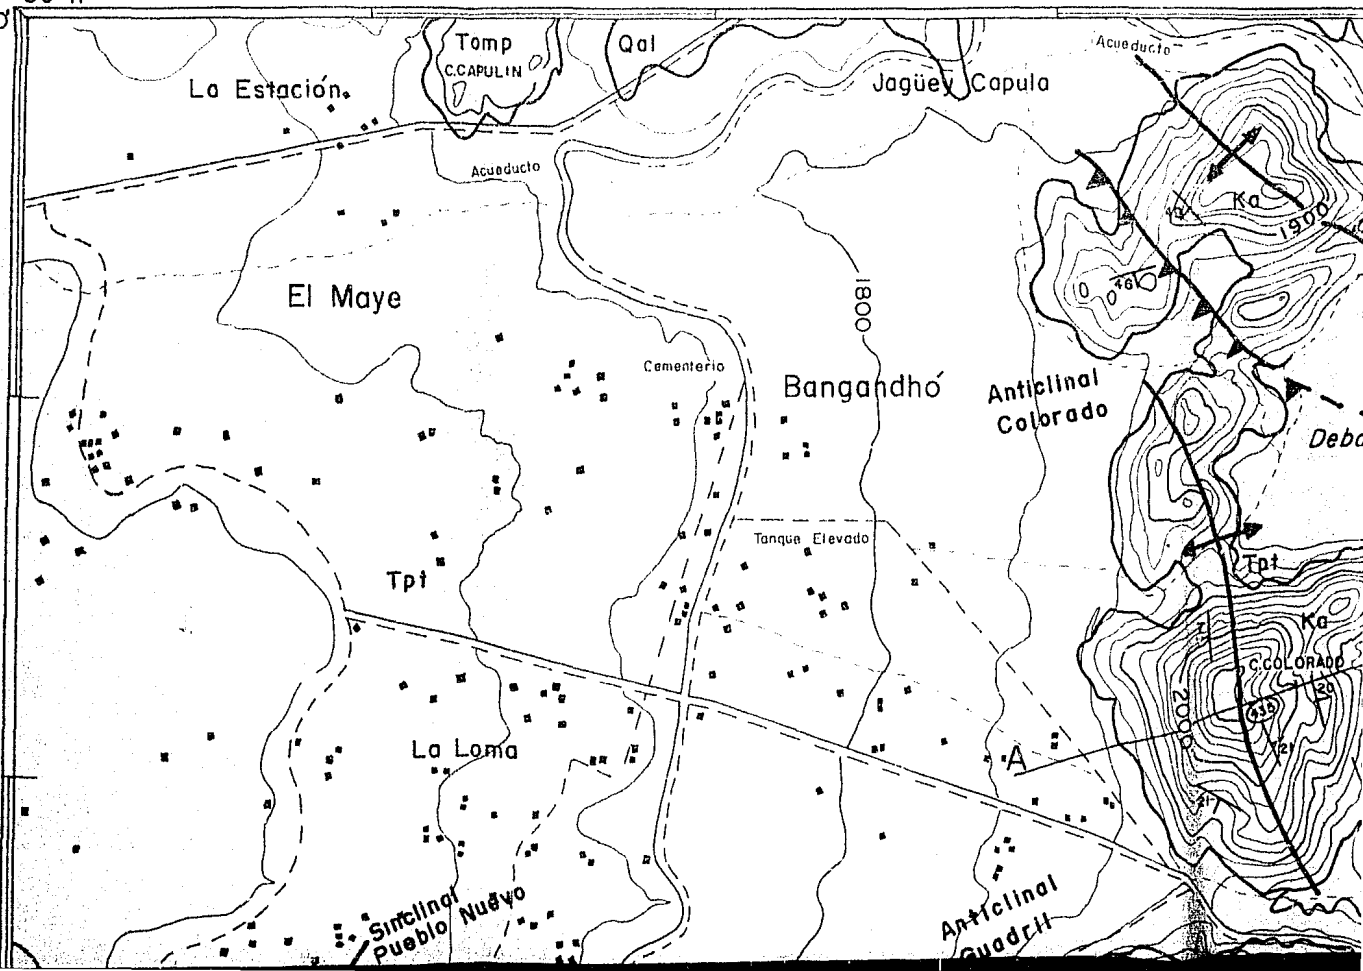 Tomp
C.CAPULIN
Qal
Acueducto
La Estación
Jagüey Capula
Acueducto
Ka
1900
El Maye
46
1800
Cementerio
Bangandhó
Anticlinal
Colorado
Tanque Elevado
Tpt
Tpt
Ka
C.COLORADO
20
2000
La Loma
A
21
21
Sinclinal
Pueblo Nuevo
Anticlinal
Guadril